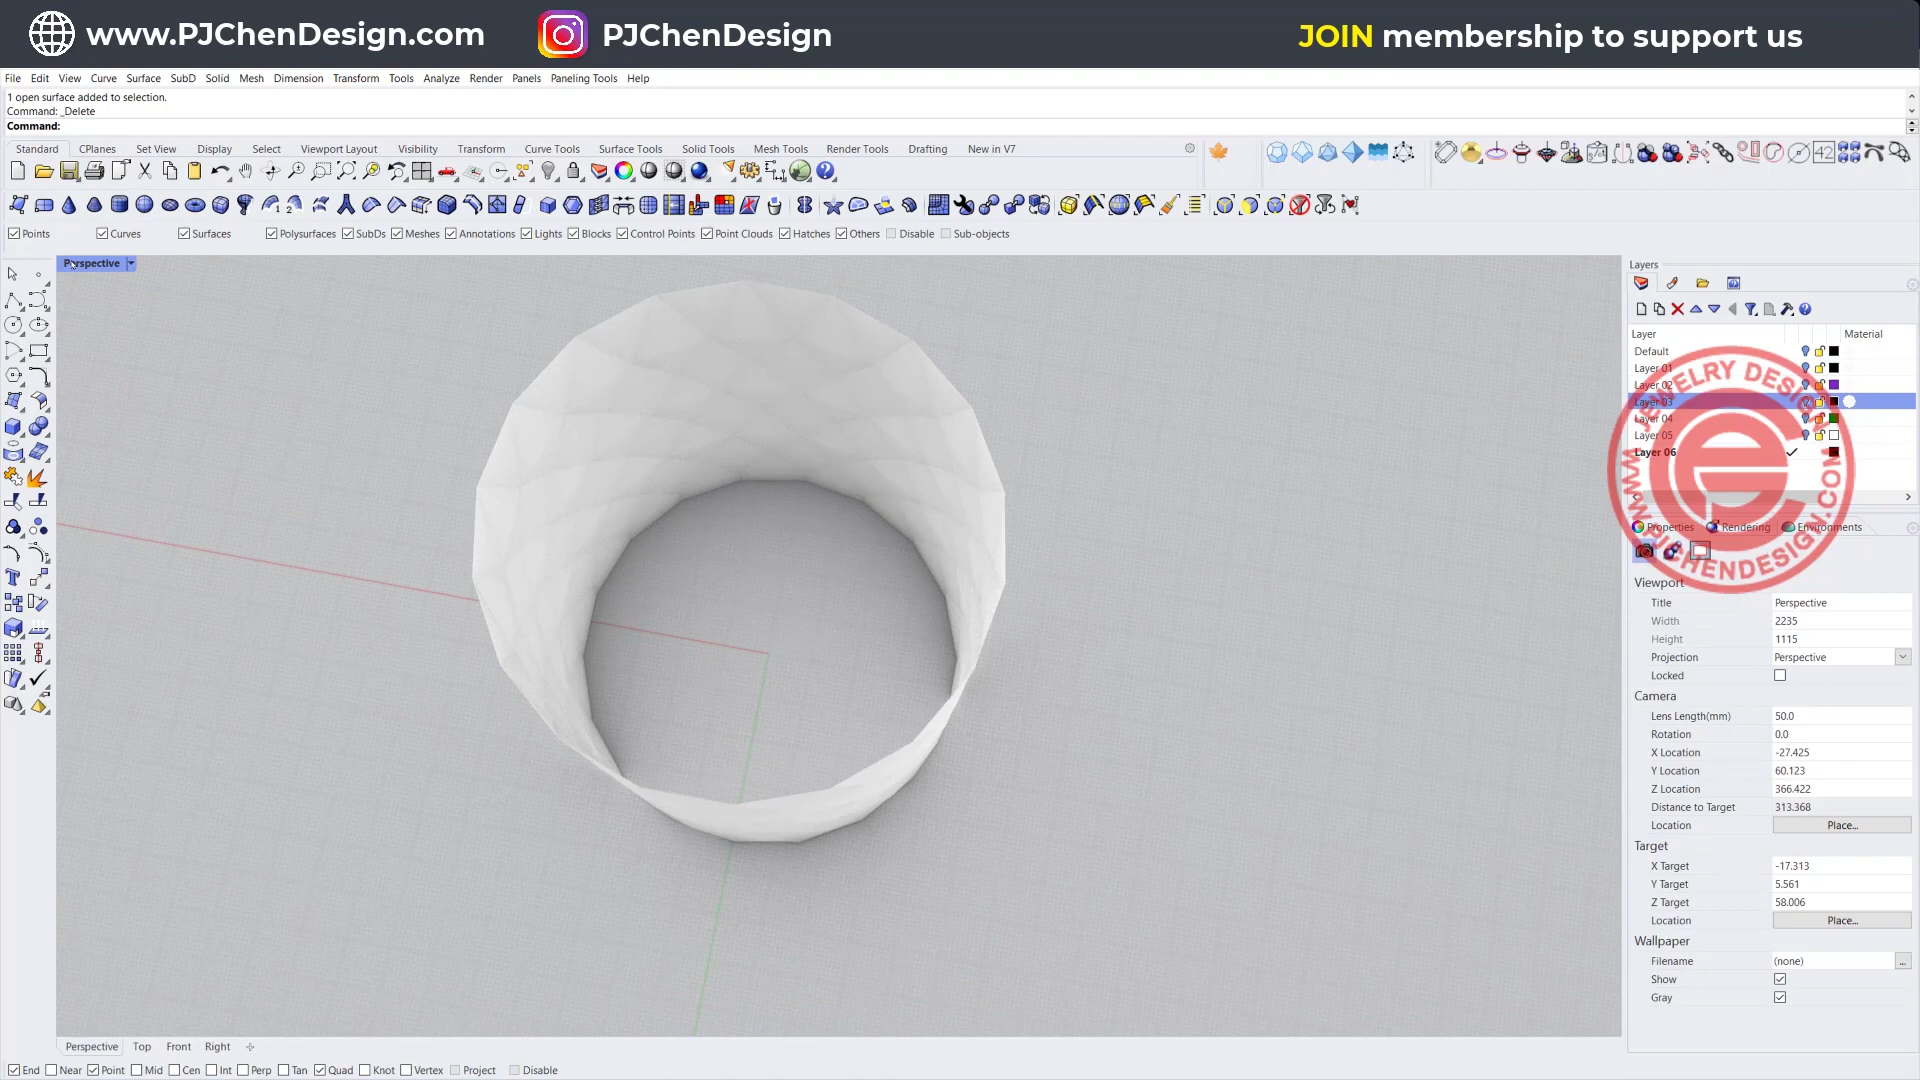 www.PJChenDesign.com PJChenDesign JOIN membership to support us
File Edit View Curve Surface SubD Solid Mesh Dimension Transform Tools Analyze Render Panels Paneling Tools Help
1 open surface added to selection.
Command: _Delete
Command:
Standard CPlanes Set View Display Select Viewport Layout Visibility Transform Curve Tools Surface Tools Solid Tools Mesh Tools Render Tools Drafting New in V7
Points Curves Surfaces Polysurfaces SubDs Meshes Annotations Lights Blocks Control Points Point Clouds Hatches Others Disable Sub-objects
Perspective
Layers
Layer Material
Default
Layer 01
Layer 02
Layer 03
Layer 04
Layer 05
Layer 06
JEWELRY DESIGN
WWW.PJCHENDESIGN.COM
Properties Rendering Environments
Viewport
Title Perspective
Width 2235
Height 1115
Projection Perspective
Locked
Camera
Lens Length(mm) 50.0
Rotation 0.0
X Location -27.425
Y Location 60.123
Z Location 366.422
Distance to Target 313.368
Location Place...
Target
X Target -17.313
Y Target 5.561
Z Target 58.006
Location Place...
Wallpaper
Filename (none) ...
Show
Gray
Perspective Top Front Right
End Near Point Mid Cen Int Perp Tan Quad Knot Vertex Project Disable